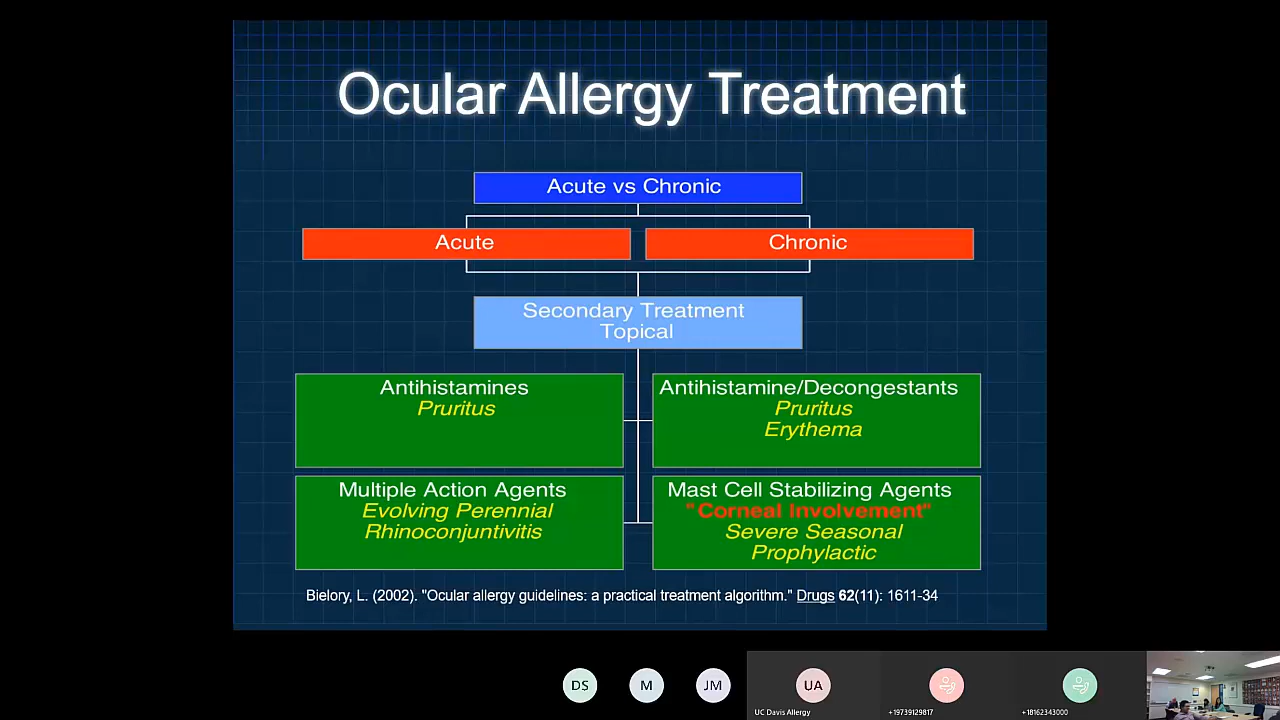 Ocular Allergy Treatment
Acute vs Chronic
Acute
Chronic
Secondary Treatment
Topical
Antihistamines
Pruritus
Antihistamine/Decongestants
Pruritus
Erythema
Multiple Action Agents
Evolving Perennial
Rhinoconjuntivitis
Mast Cell Stabilizing Agents
"Corneal Involvement"
Severe Seasonal
Prophylactic
Bielory, L. (2002). "Ocular allergy guidelines: a practical treatment algorithm." Drugs 62(11): 1611-34
DS
M
JM
UA
UC Davis Allergy
+19739129817
+18162343000